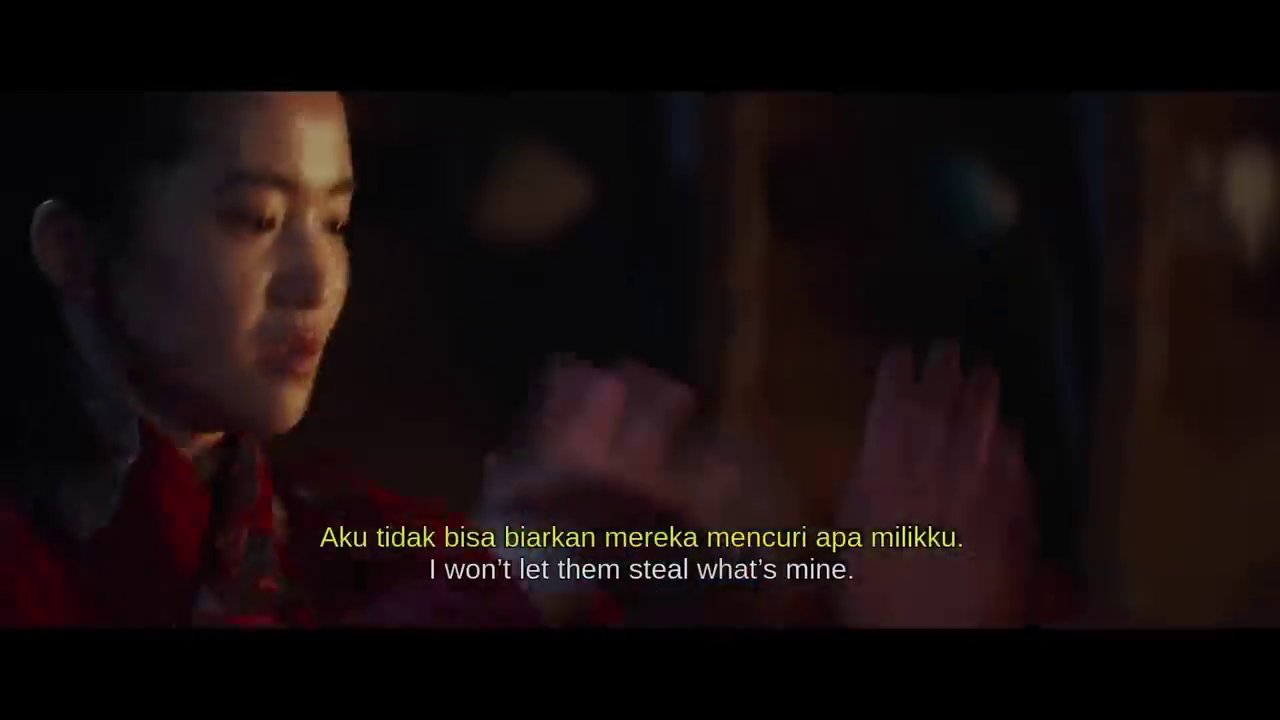 Aku tidak bisa biarkan mereka mencuri apa milikku.
I won't let them steal what's mine.